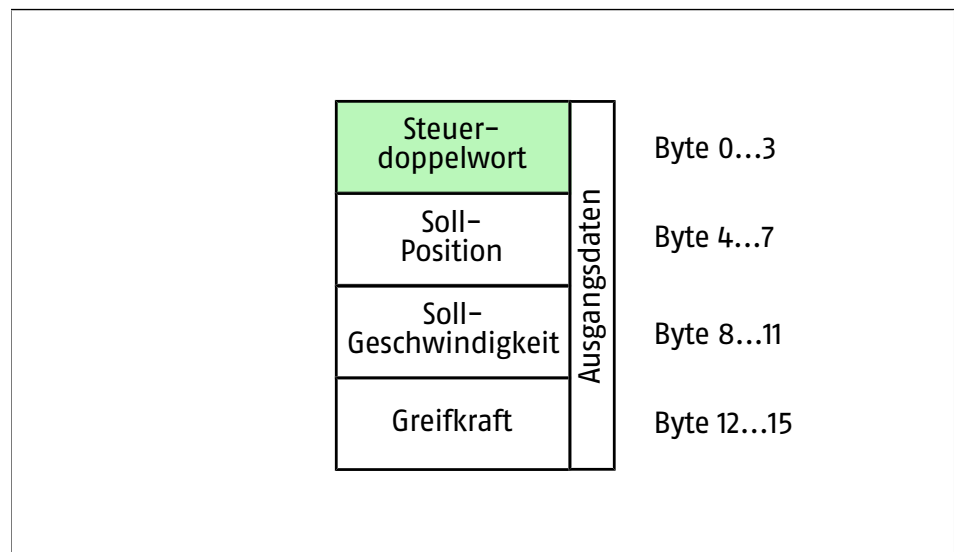 Steuer-
doppelwort
Byte 0...3
Soll-
Position
Byte 4...7
Soll-
Geschwindigkeit
Byte 8...11
Greifkraft
Byte 12...15
Ausgangsdaten